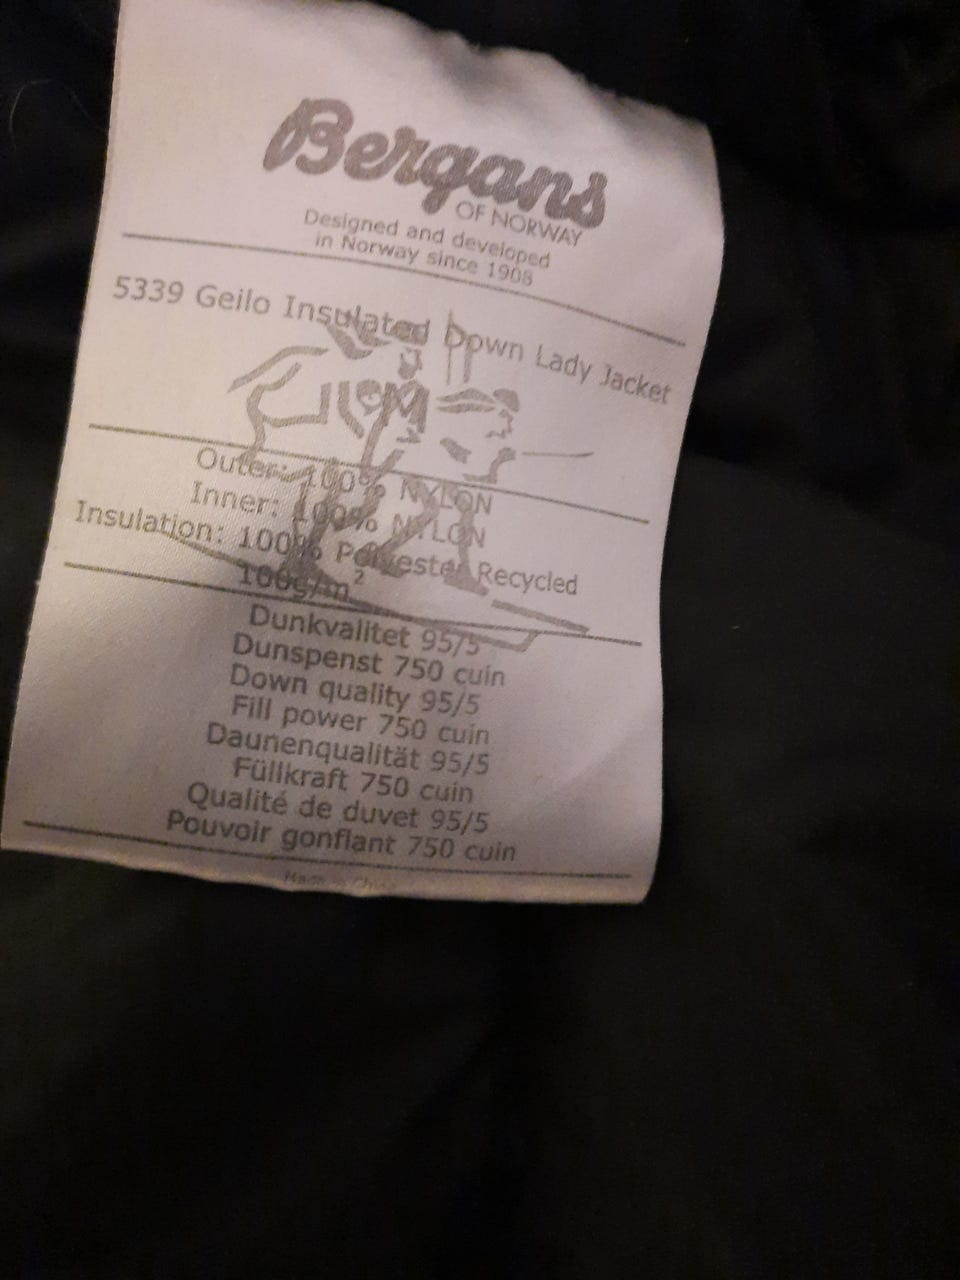 Bergans
OF NORWAY
Designed and developed
in Norway since 1908
5339 Geilo Insulated Down Lady Jacket
Outer: 100% NYLON
Inner: 100% NYLON
Insulation: 100% Polyester Recycled
100g/m²
Dunkvalitet 95/5
Dunspenst 750 cuin
Down quality 95/5
Fill power 750 cuin
Daunenqualität 95/5
Füllkraft 750 cuin
Qualité de duvet 95/5
Pouvoir gonflant 750 cuin
Made in China